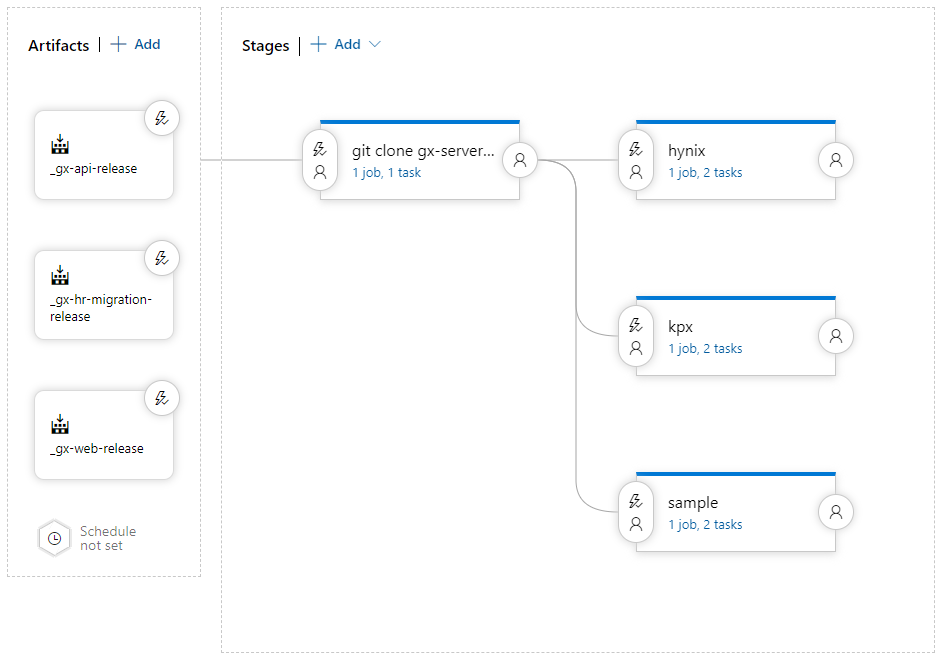 Artifacts
Add
_gx-api-release
_gx-hr-migration-
release
_gx-web-release
Schedule
not set
Stages
Add
git clone gx-server...
1 job, 1 task
hynix
1 job, 2 tasks
kpx
1 job, 2 tasks
sample
1 job, 2 tasks